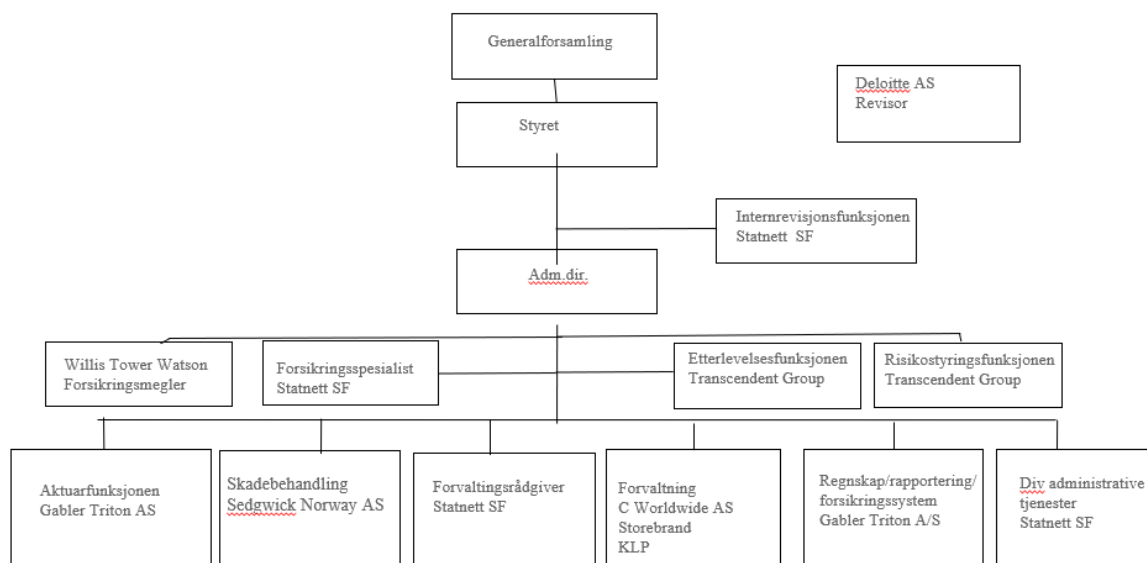 Generalforsamling
Deloitte AS
Revisor
Styret
Internrevisjonsfunksjonen
Statnett SF
Adm.dir.
Willis Tower Watson
Forsikringsmegler
Forsikringsspesialist
Statnett SF
Etterlevelsesfunksjonen
Transcendent Group
Risikostyringsfunksjonen
Transcendent Group
Aktuarfunksjonen
Gabler Triton AS
Skadebehandling
Sedgwick Norway AS
Forvaltingsrådgiver
Statnett SF
Forvaltning
C Worldwide AS
Storebrand
KLP
Regnskap/rapportering/
forsikringssystem
Gabler Triton A/S
Div administrative
tjenester
Statnett SF